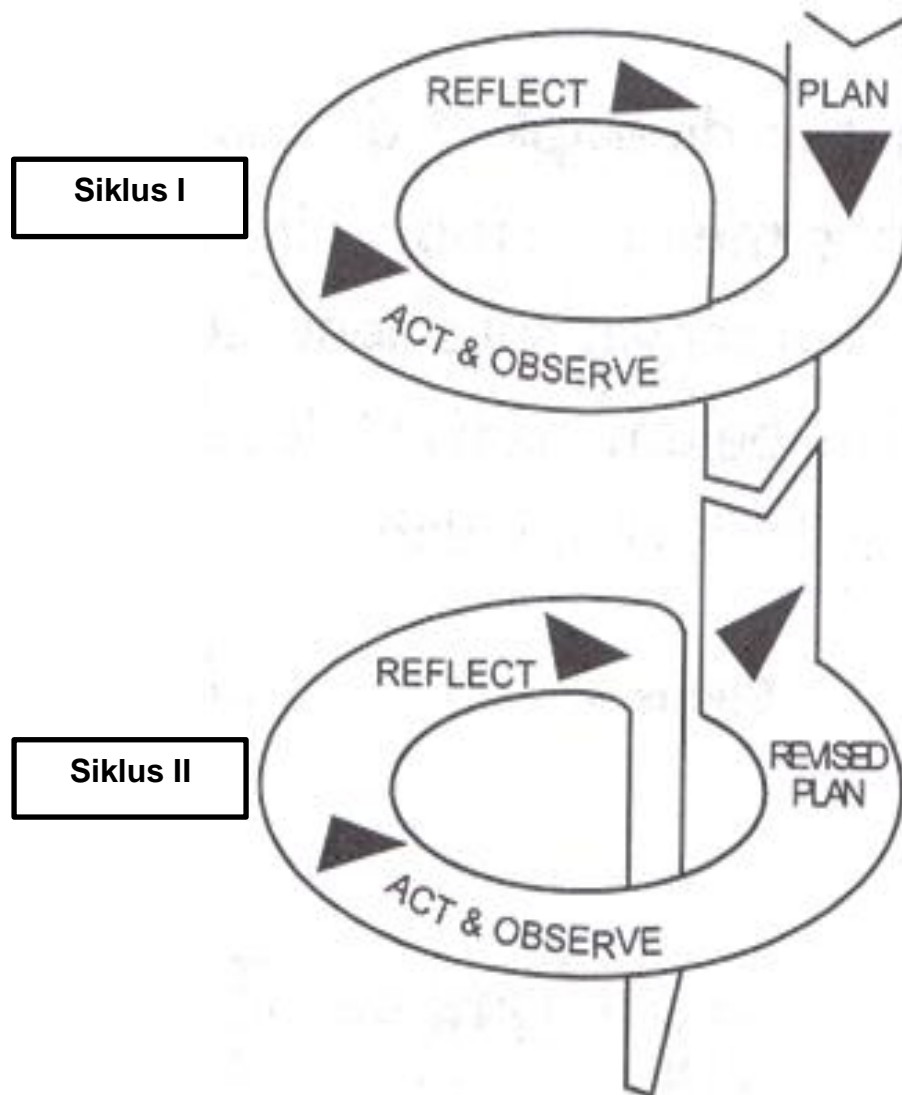 REFLECT
PLAN
Siklus I
ACT & OBSERVE
REFLECT
Siklus II
REVISED
PLAN
ACT & OBSERVE